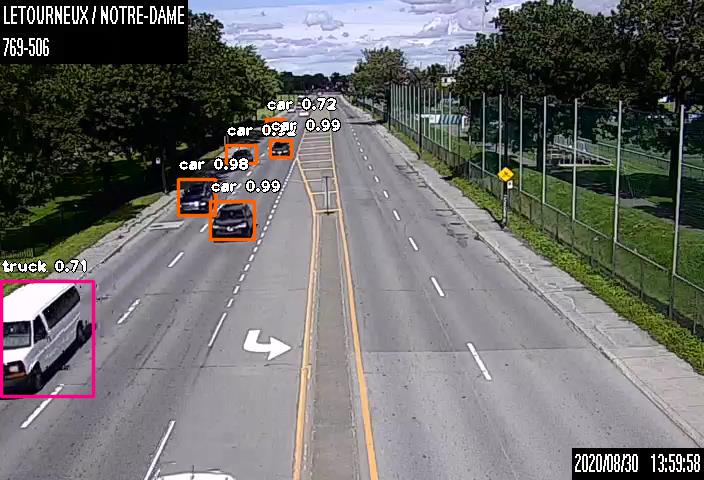 LETOURNEUX / NOTRE-DAME
769-506
car 0.72
car 0.99
car 0.98
car 0.99
truck 0.71
2020/08/30 13:59:58